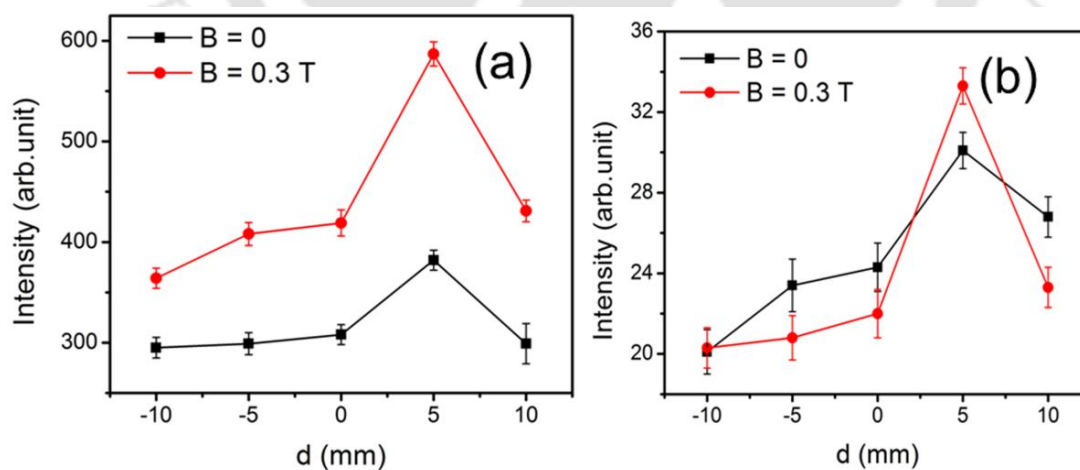 B = 0
B = 0.3 T
(a)
600
500
400
300
Intensity (arb.unit)
-10 -5 0 5 10
d (mm)
B = 0
B = 0.3 T
(b)
36
32
28
24
20
16
Intensity (arb.unit)
-10 -5 0 5 10
d (mm)